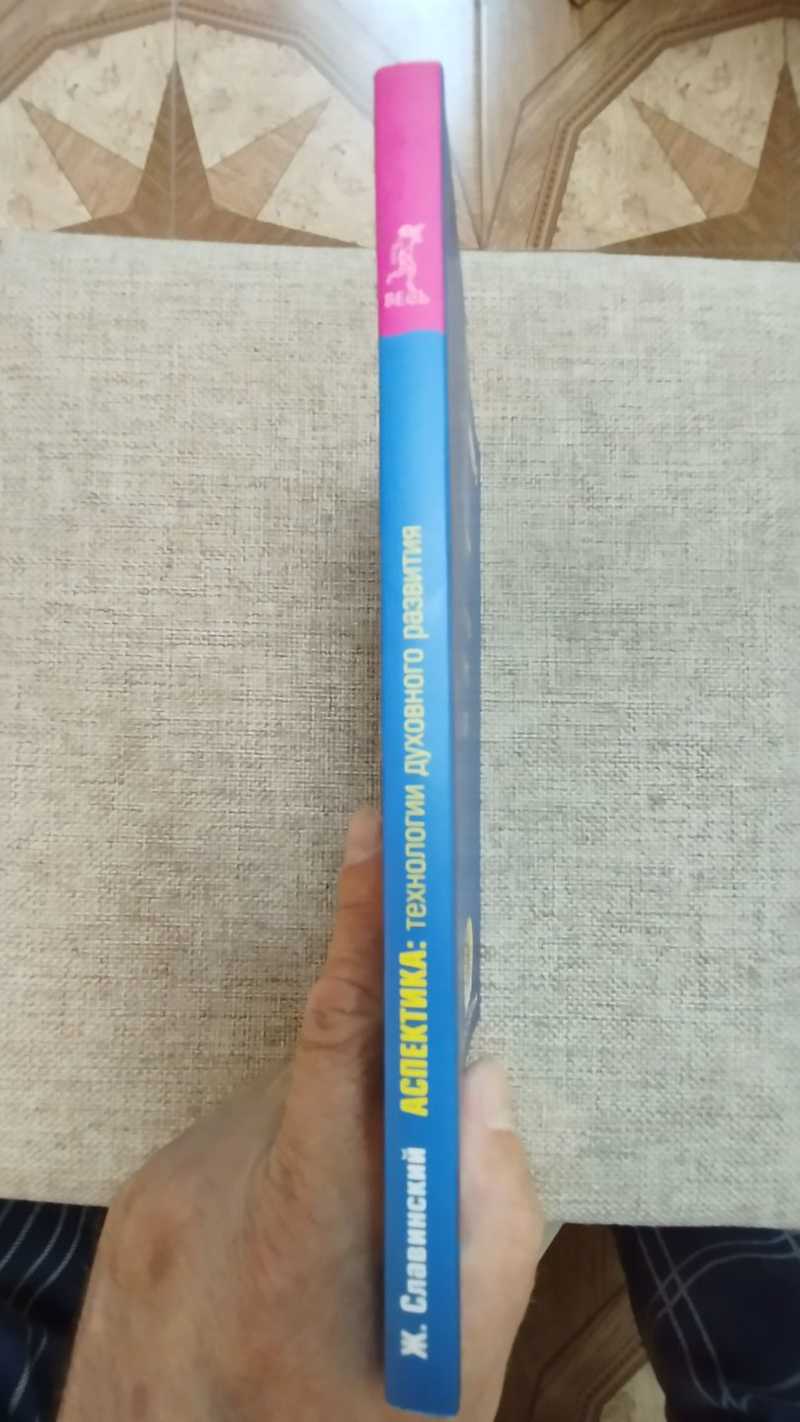 Ж. Славинский АСПЕКТИКА: технологии духовного развития
ВЕСЬ